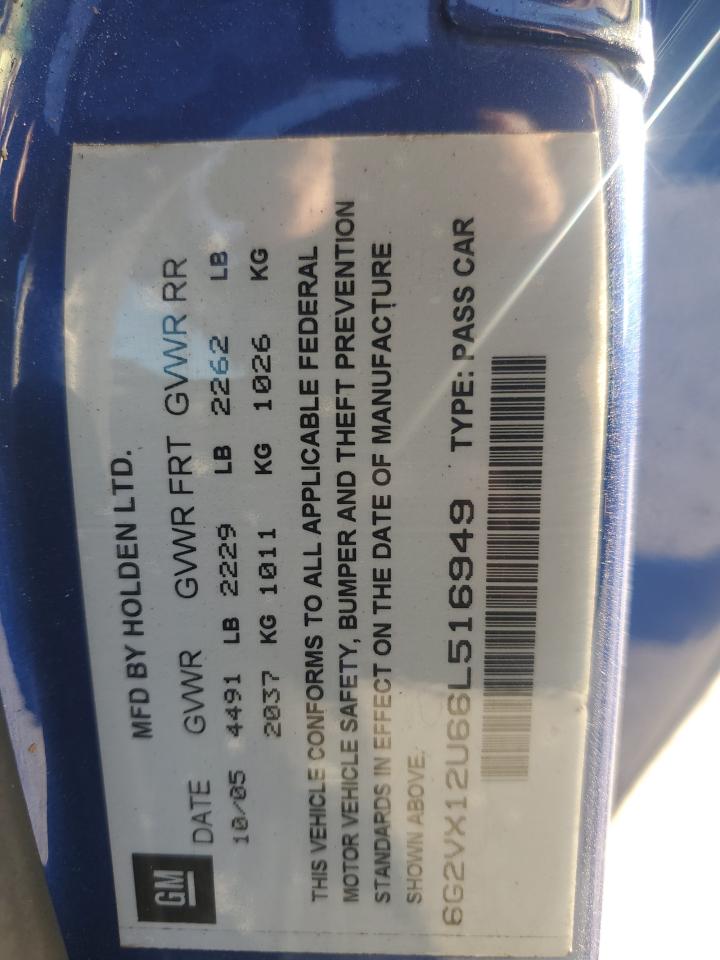 GM
MFD BY HOLDEN LTD.
DATE GVWR GVWR FRT GVWR RR
10/05 4491 LB 2229 LB 2262 LB
2037 KG 1011 KG 1026 KG
THIS VEHICLE CONFORMS TO ALL APPLICABLE FEDERAL
MOTOR VEHICLE SAFETY, BUMPER AND THEFT PREVENTION
STANDARDS IN EFFECT ON THE DATE OF MANUFACTURE
SHOWN ABOVE.
6G2VX12U66L516949 TYPE: PASS CAR